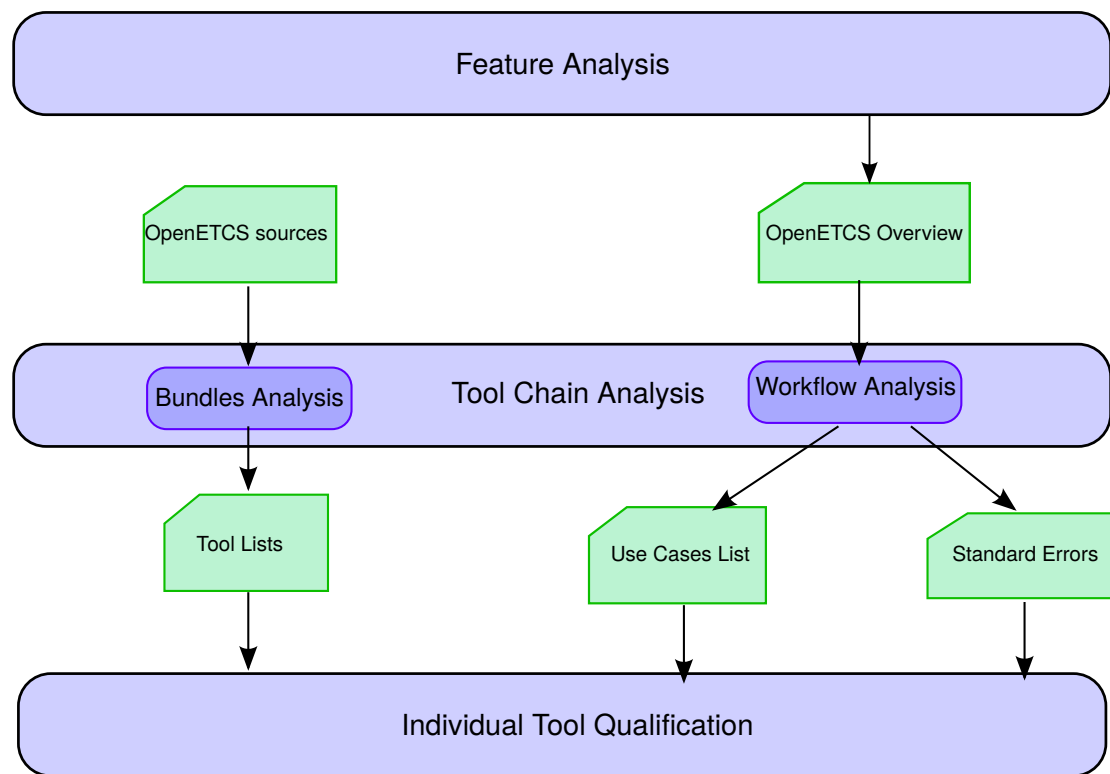 Feature Analysis
OpenETCS sources
OpenETCS Overview
Bundles Analysis
Tool Chain Analysis
Workflow Analysis
Tool Lists
Use Cases List
Standard Errors
Individual Tool Qualification